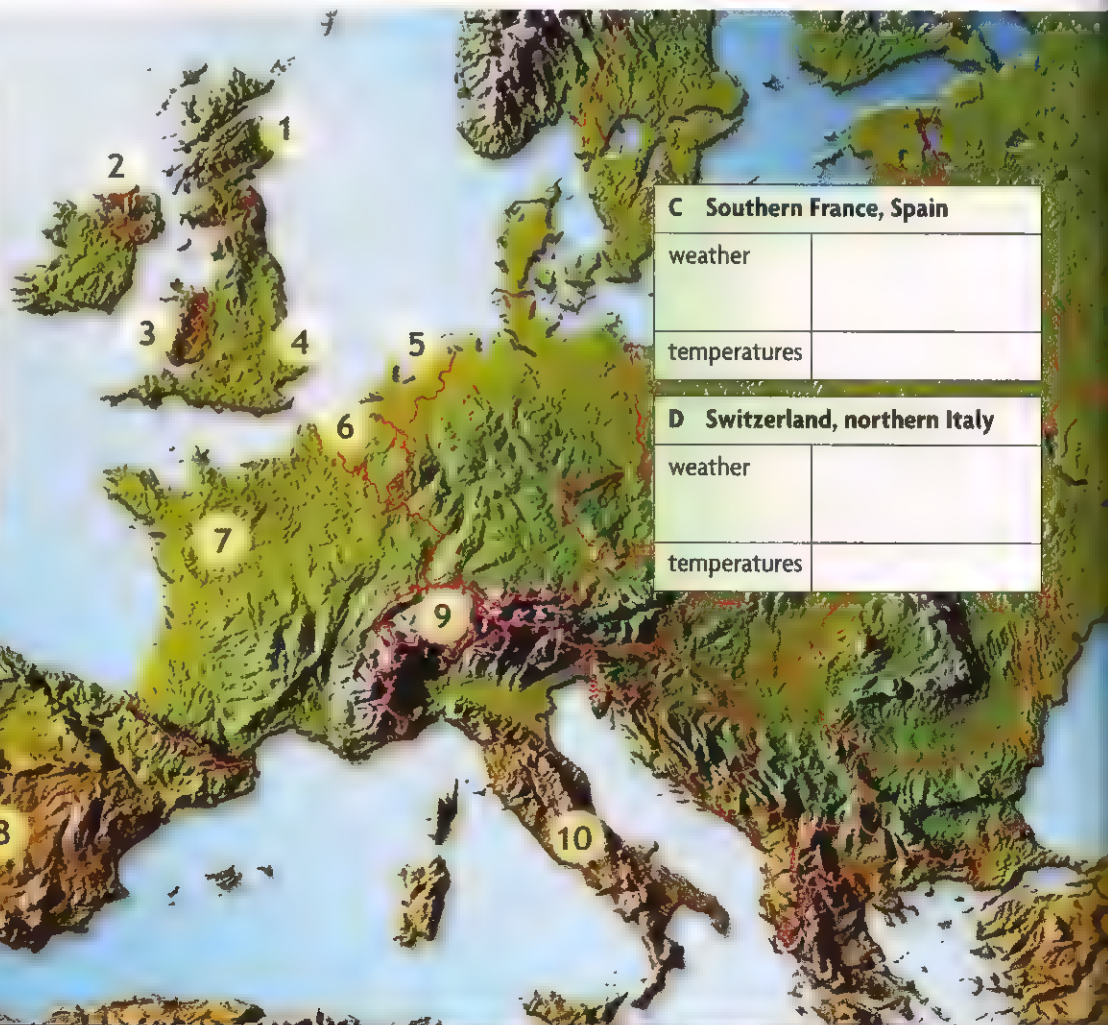 1
2
3
4
5
6
7
8
9
10
C Southern France, Spain
weather
temperatures
D Switzerland, northern Italy
weather
temperatures